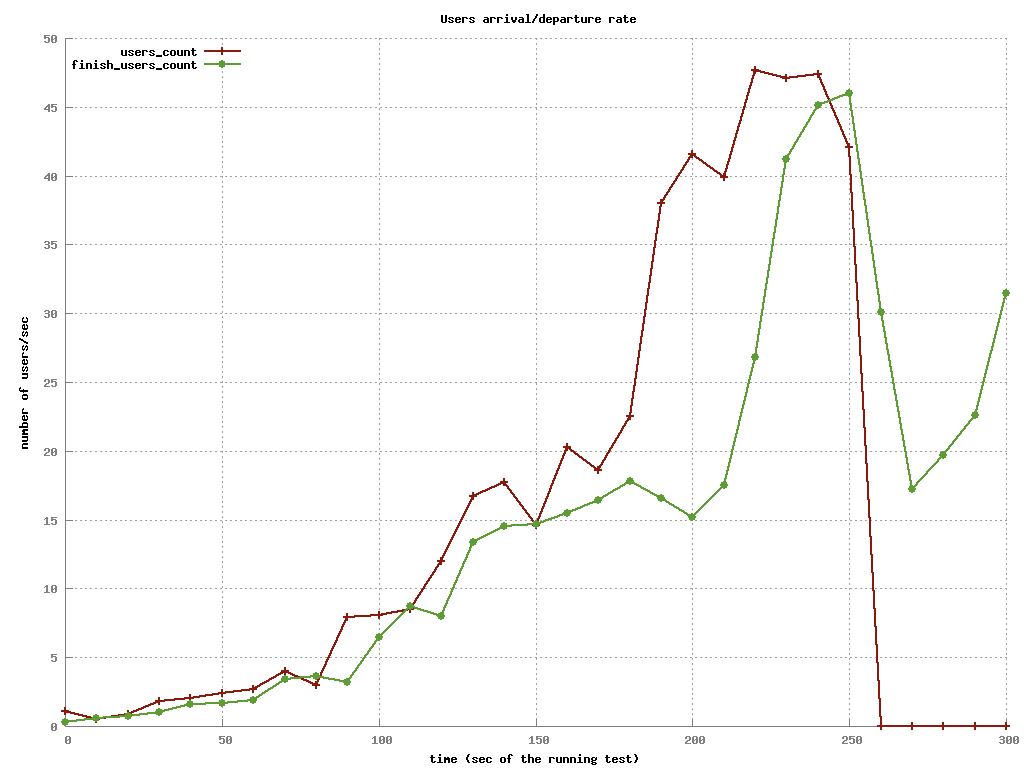 Users arrival/departure rate
users_count
finish_users_count
50
45
40
35
30
25
20
15
10
5
0
number of users/sec
0 50 100 150 200 250 300
time (sec of the running test)